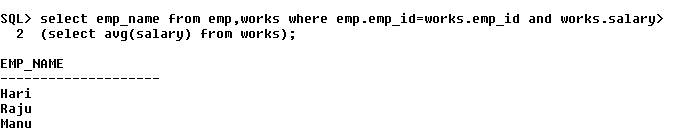 SQL> select emp_name from emp,works where emp.emp_id=works.emp_id and works.salary>
2 (select avg(salary) from works);
EMP_NAME
--------------------
Hari
Raju
Manu